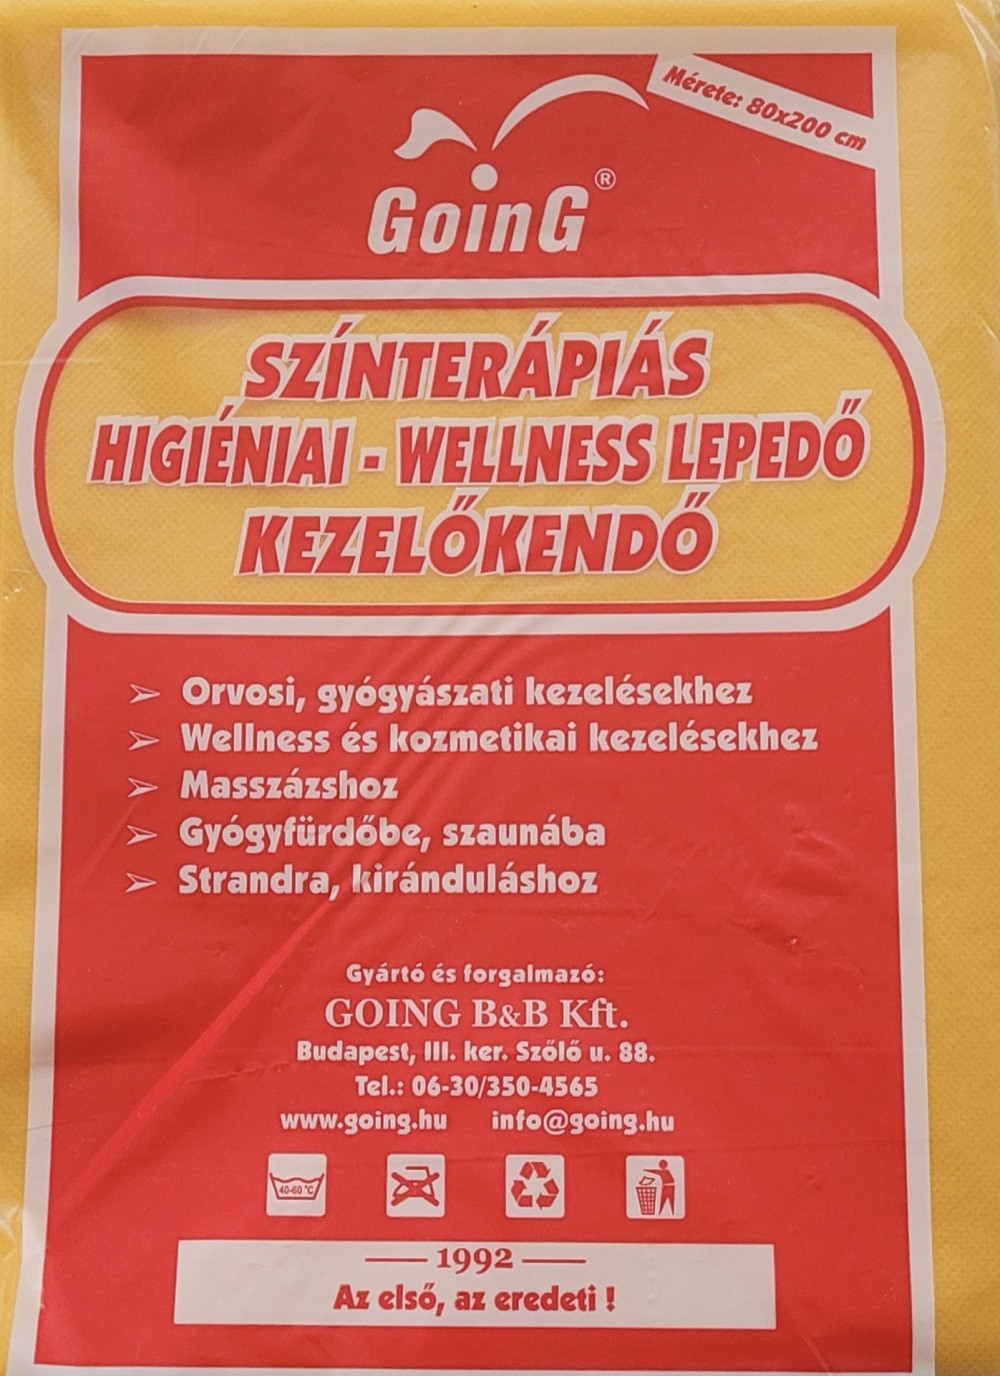 Mérete: 80x200 cm
GoinG®
SZÍNTERÁPIÁS
HIGIÉNIAI - WELLNESS LEPEDŐ
KEZELŐKENDŐ
➢ Orvosi, gyógyászati kezelésekhez
➢ Wellness és kozmetikai kezelésekhez
➢ Masszázshoz
➢ Gyógyfürdőbe, szaunába
➢ Strandra, kiránduláshoz
Gyártó és forgalmazó:
GOING B&B Kft.
Budapest, III. ker. Szőlő u. 88.
Tel.: 06-30/350-4565
www.going.hu info@going.hu
40-60 °C
1992
Az első, az eredeti !